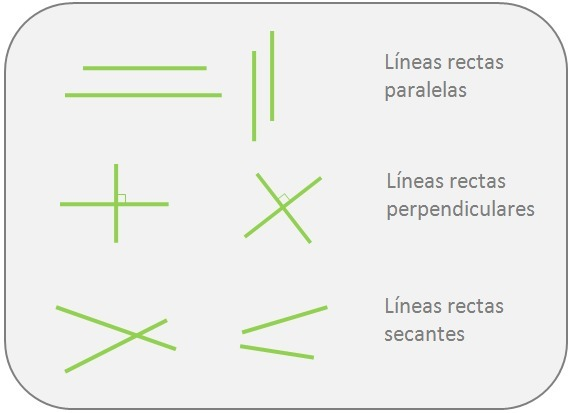 Líneas rectas
paralelas
Líneas rectas
perpendiculares
Líneas rectas
secantes